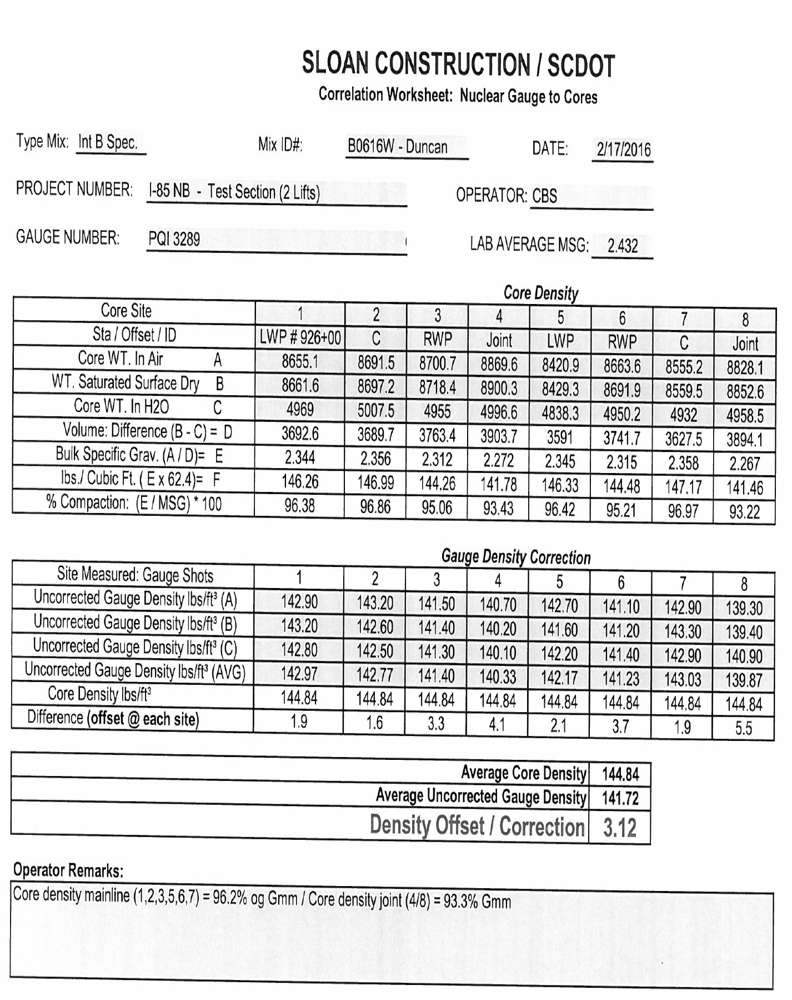 SLOAN CONSTRUCTION / SCDOT
Correlation Worksheet: Nuclear Gauge to Cores
Type Mix: Int B Spec. Mix ID#: B0616W - Duncan DATE: 2/17/2016
PROJECT NUMBER: I-85 NB - Test Section (2 Lifts) OPERATOR: CBS
GAUGE NUMBER: PQI 3289 LAB AVERAGE MSG: 2.432
Core Density
Core Site 1 2 3 4 5 6 7 8
Sta / Offset / ID LWP # 926+00 C RWP Joint LWP RWP C Joint
Core WT. In Air A 8655.1 8691.5 8700.7 8869.6 8420.9 8663.6 8555.2 8828.1
WT. Saturated Surface Dry B 8661.6 8697.2 8718.4 8900.3 8429.3 8691.9 8559.5 8852.6
Core WT. In H2O C 4969 5007.5 4955 4996.6 4838.3 4950.2 4932 4958.5
Volume: Difference (B - C) = D 3692.6 3689.7 3763.4 3903.7 3591 3741.7 3627.5 3894.1
Bulk Specific Grav. (A / D)= E 2.344 2.356 2.312 2.272 2.345 2.315 2.358 2.267
lbs./ Cubic Ft. ( E x 62.4)= F 146.26 146.99 144.26 141.78 146.33 144.48 147.17 141.46
% Compaction: (E / MSG) * 100 96.38 96.86 95.06 93.43 96.42 95.21 96.97 93.22
Gauge Density Correction
Site Measured: Gauge Shots 1 2 3 4 5 6 7 8
Uncorrected Gauge Density lbs/ft³ (A) 142.90 143.20 141.50 140.70 142.70 141.10 142.90 139.30
Uncorrected Gauge Density lbs/ft³ (B) 143.20 142.60 141.40 140.20 141.60 141.20 143.30 139.40
Uncorrected Gauge Density lbs/ft³ (C) 142.80 142.50 141.30 140.10 142.20 141.40 142.90 140.90
Uncorrected Gauge Density lbs/ft³ (AVG) 142.97 142.77 141.40 140.33 142.17 141.23 143.03 139.87
Core Density lbs/ft³ 144.84 144.84 144.84 144.84 144.84 144.84 144.84 144.84
Difference (offset @ each site) 1.9 1.6 3.3 4.1 2.1 3.7 1.9 5.5
Average Core Density 144.84
Average Uncorrected Gauge Density 141.72
Density Offset / Correction 3.12
Operator Remarks:
Core density mainline (1,2,3,5,6,7) = 96.2% og Gmm / Core density joint (4/8) = 93.3% Gmm